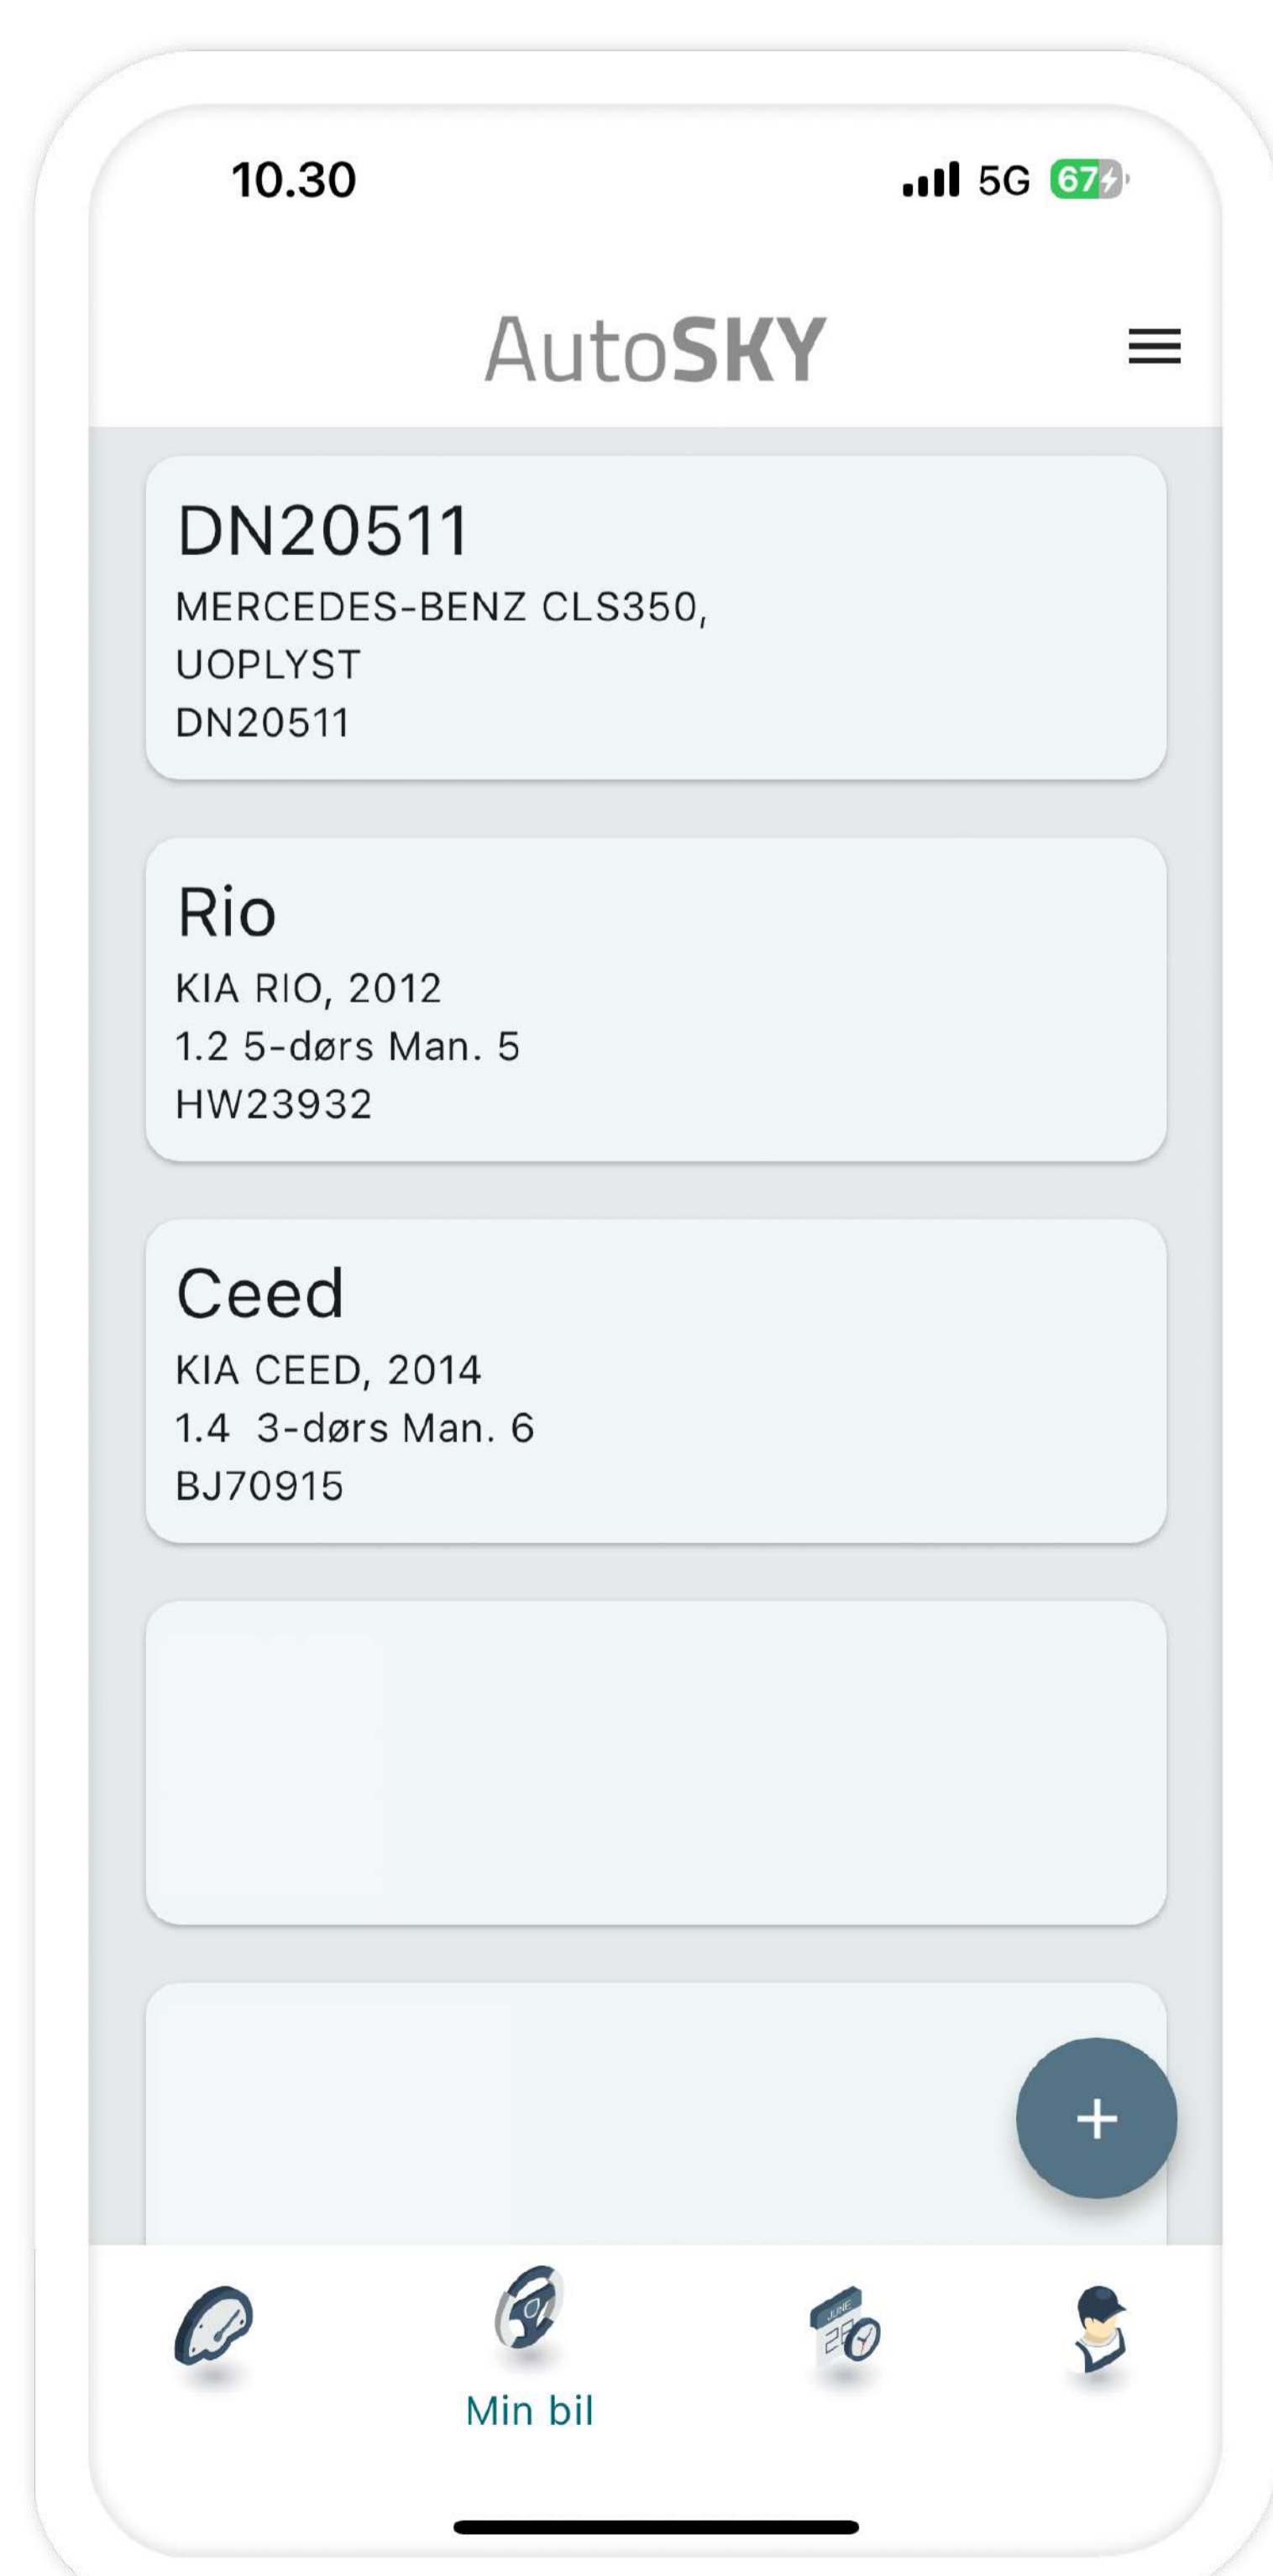 10.30
5G 67
AutoSKY
DN20511
MERCEDES-BENZ CLS350,
UOPLYST
DN20511
Rio
KIA RIO, 2012
1.2 5-dørs Man. 5
HW23932
Ceed
KIA CEED, 2014
1.4  3-dørs Man. 6
BJ70915
+
JUNE
Min bil